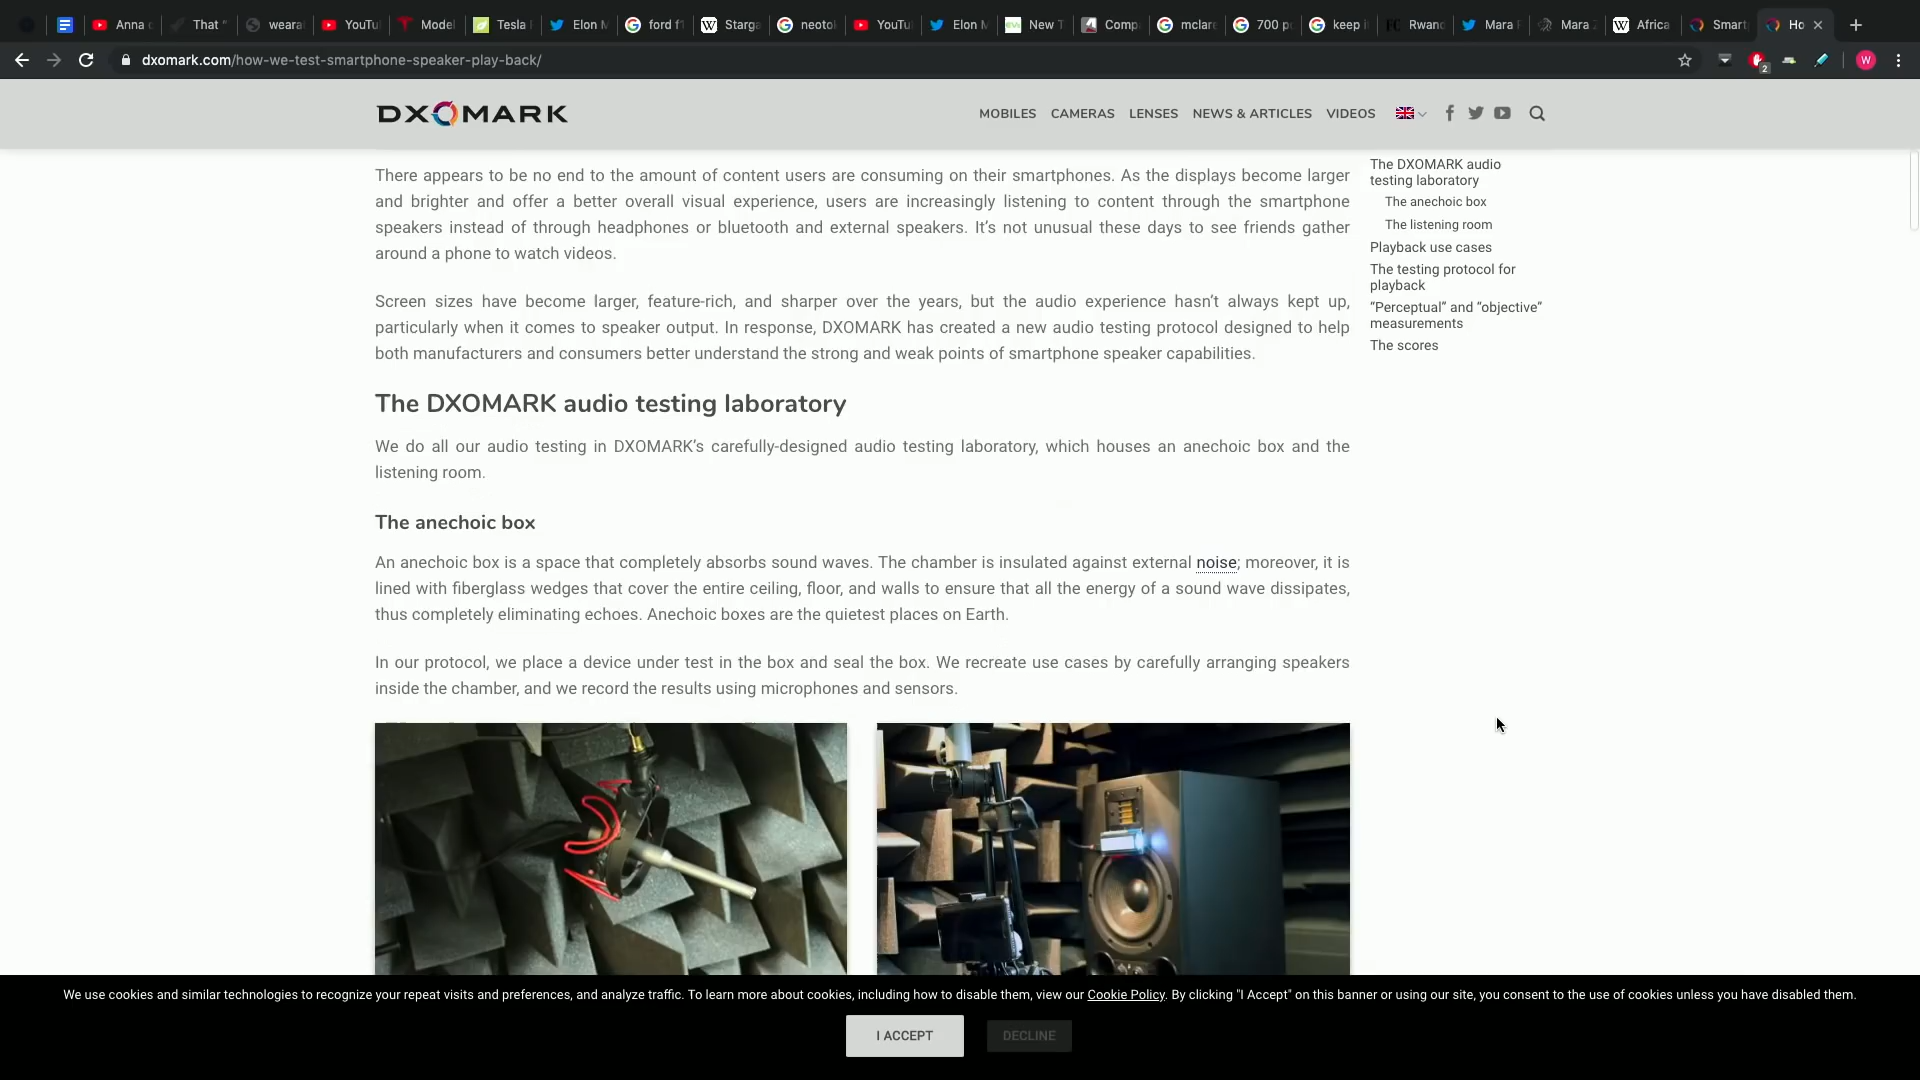 Anna
That "
weara
YouTu
Model
Tesla
Elon M
ford f1
W Starga
neotol
YouTu
Elon M
New T
Comp
mclare
700 p
keep i
Rwand
Mara
Mara
W Africa
Smart
Ho
dxomark.com/how-we-test-smartphone-speaker-play-back/
2
W
DXOMARK
MOBILES CAMERAS LENSES NEWS & ARTICLES VIDEOS
There appears to be no end to the amount of content users are consuming on their smartphones. As the displays become larger
and brighter and offer a better overall visual experience, users are increasingly listening to content through the smartphone
speakers instead of through headphones or bluetooth and external speakers. It’s not unusual these days to see friends gather
around a phone to watch videos.
Screen sizes have become larger, feature-rich, and sharper over the years, but the audio experience hasn’t always kept up,
particularly when it comes to speaker output. In response, DXOMARK has created a new audio testing protocol designed to help
both manufacturers and consumers better understand the strong and weak points of smartphone speaker capabilities.
The DXOMARK audio testing laboratory
We do all our audio testing in DXOMARK’s carefully-designed audio testing laboratory, which houses an anechoic box and the
listening room.
The anechoic box
An anechoic box is a space that completely absorbs sound waves. The chamber is insulated against external noise; moreover, it is
lined with fiberglass wedges that cover the entire ceiling, floor, and walls to ensure that all the energy of a sound wave dissipates,
thus completely eliminating echoes. Anechoic boxes are the quietest places on Earth.
In our protocol, we place a device under test in the box and seal the box. We recreate use cases by carefully arranging speakers
inside the chamber, and we record the results using microphones and sensors.
The DXOMARK audio
testing laboratory
The anechoic box
The listening room
Playback use cases
The testing protocol for
playback
“Perceptual” and “objective”
measurements
The scores
We use cookies and similar technologies to recognize your repeat visits and preferences, and analyze traffic. To learn more about cookies, including how to disable them, view our Cookie Policy. By clicking "I Accept" on this banner or using our site, you consent to the use of cookies unless you have disabled them.
I ACCEPT
DECLINE